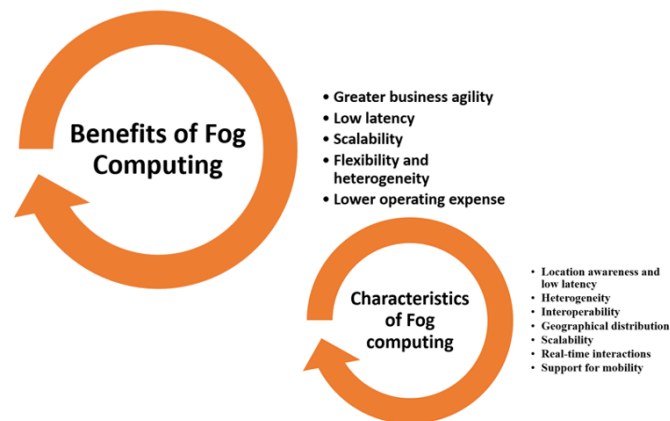 Benefits of Fog
Computing
• Greater business agility
• Low latency
• Scalability
• Flexibility and
heterogeneity
• Lower operating expense
Characteristics
of Fog
computing
• Location awareness and
low latency
• Heterogeneity
• Interoperability
• Geographical distribution
• Scalability
• Real-time interactions
• Support for mobility